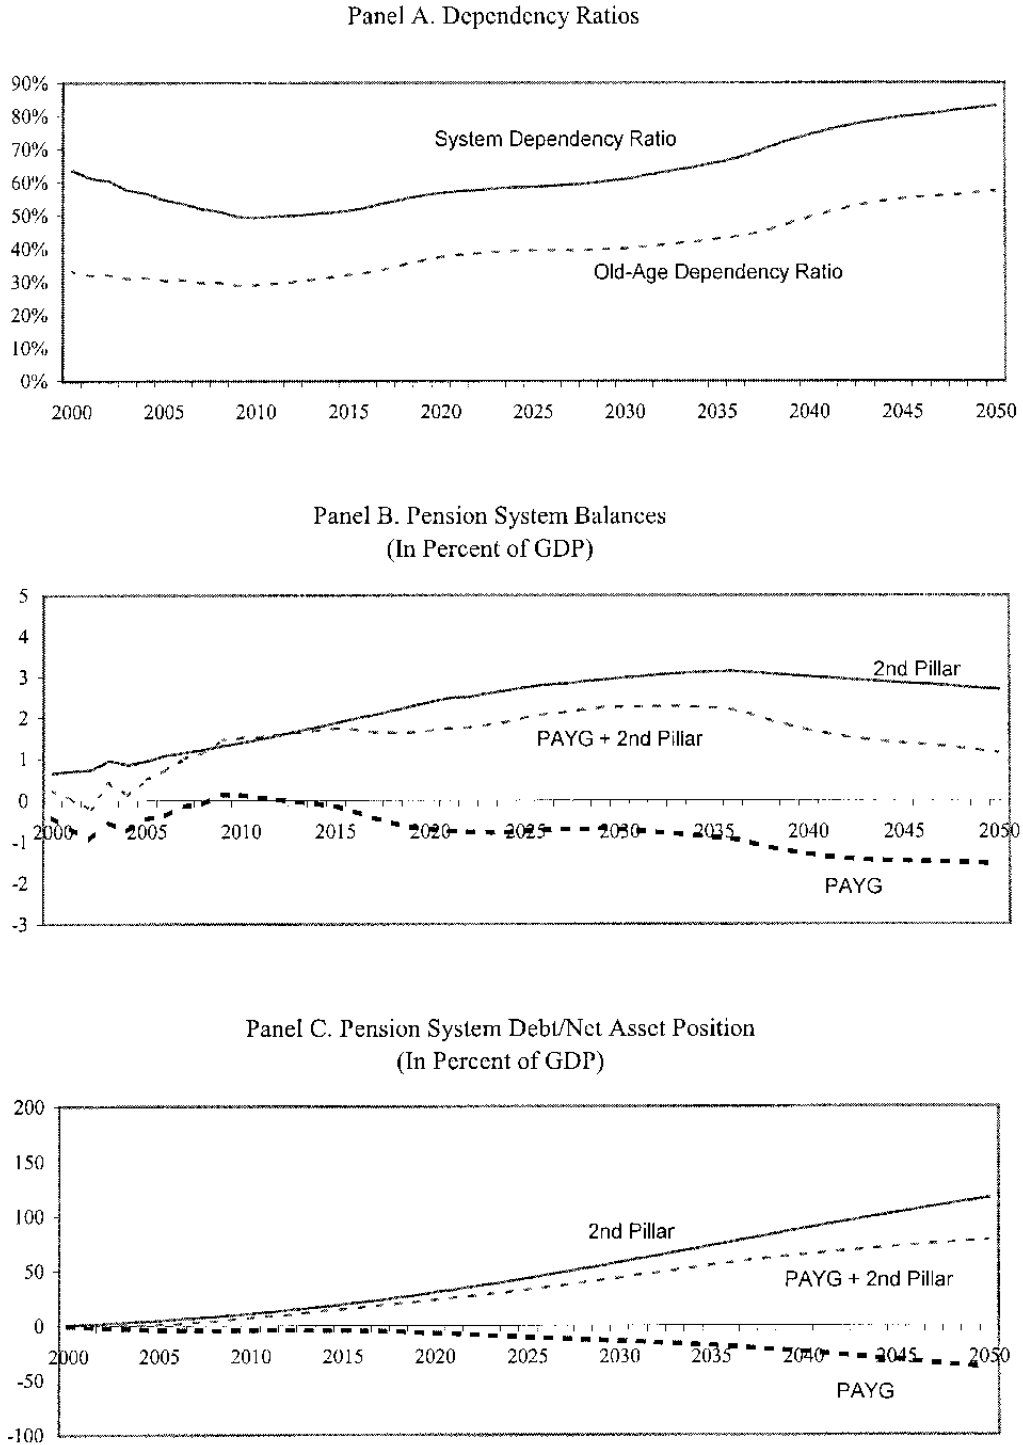 Panel A. Dependency Ratios
90%
80%
System Dependency Ratio
70%
60%
50%
40%
Old-Age Dependency Ratio
30%
20%
10%
0%
2000 2005 2010 2015 2020 2025 2030 2035 2040 2045 2050
Panel B. Pension System Balances
(In Percent of GDP)
5
4
3
2nd Pillar
2
PAYG + 2nd Pillar
1
0
2000 2005 2010 2015 2020 2025 2030 2035 2040 2045 2050
-1
-2
PAYG
-3
Panel C. Pension System Debt/Net Asset Position
(In Percent of GDP)
200
150
100
2nd Pillar
50
PAYG + 2nd Pillar
0
2000 2005 2010 2015 2020 2025 2030 2035 2040 2045 2050
-50
PAYG
-100